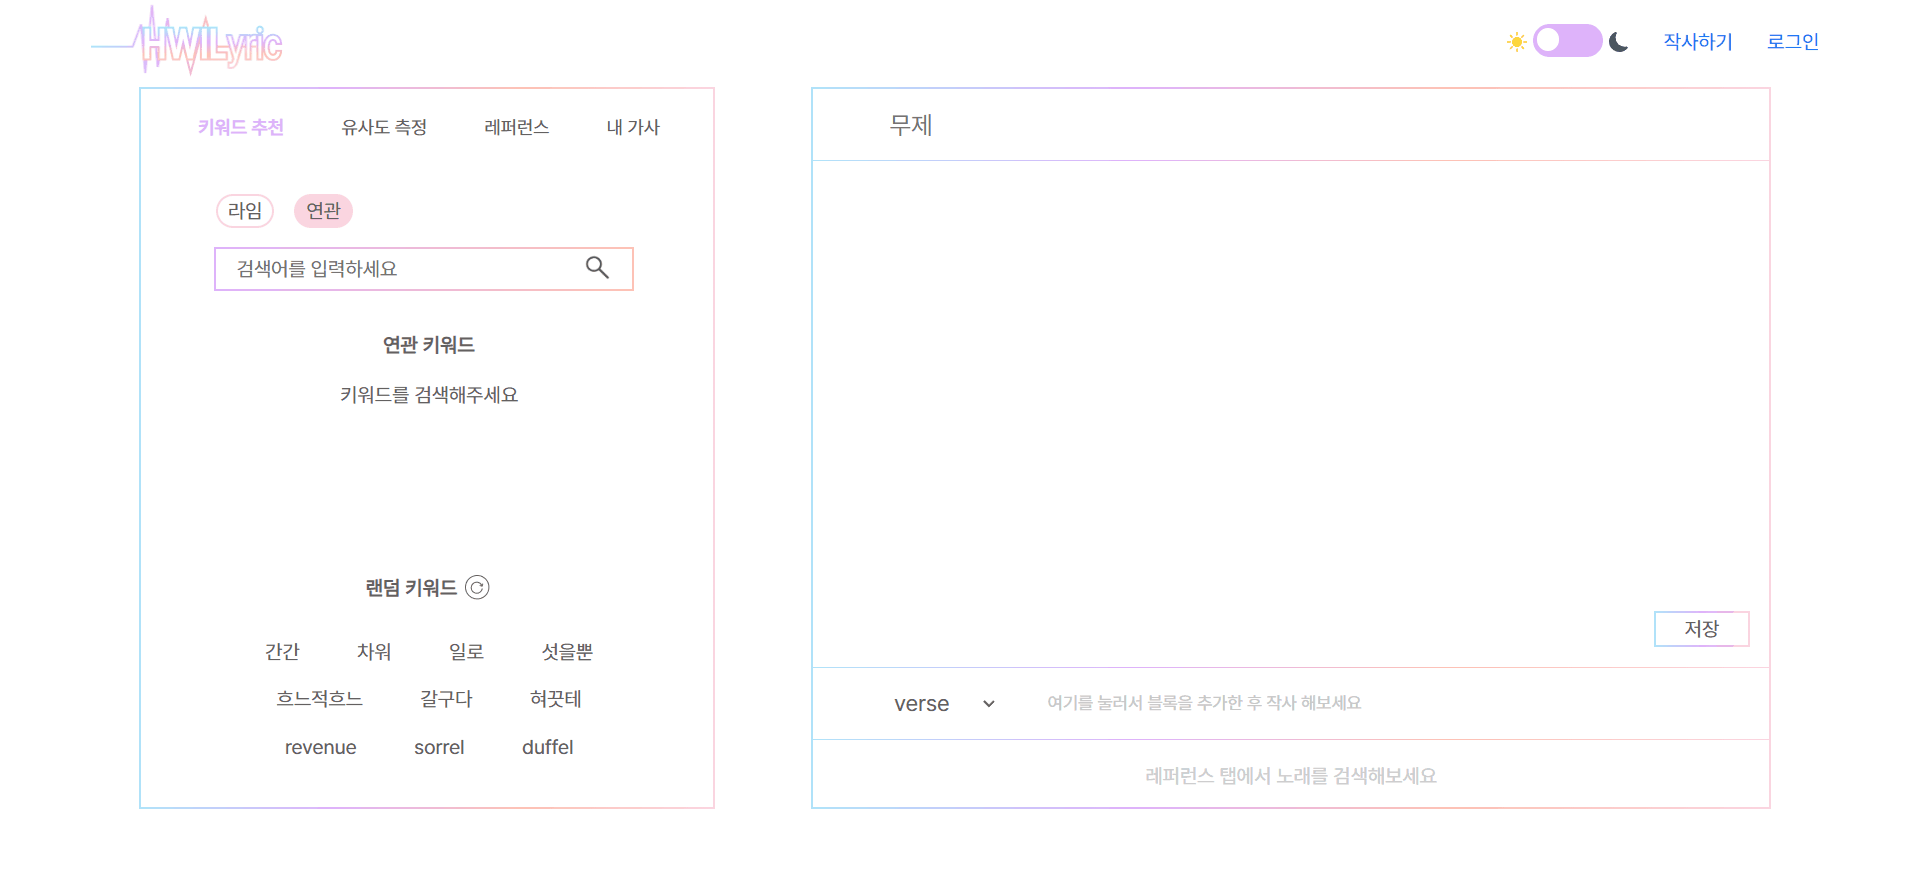 HWILyric
작사하기 로그인
키워드 추천 유사도 측정 레퍼런스 내 가사
라임 연관
검색어를 입력하세요
연관 키워드
키워드를 검색해주세요
랜덤 키워드
간간 차워 일로 섯을뿐
흐느적흐느 갈구다 혀끗테
revenue sorrel duffel
무제
저장
verse 여기를 눌러서 블록을 추가한 후 작사 해보세요
레퍼런스 탭에서 노래를 검색해보세요